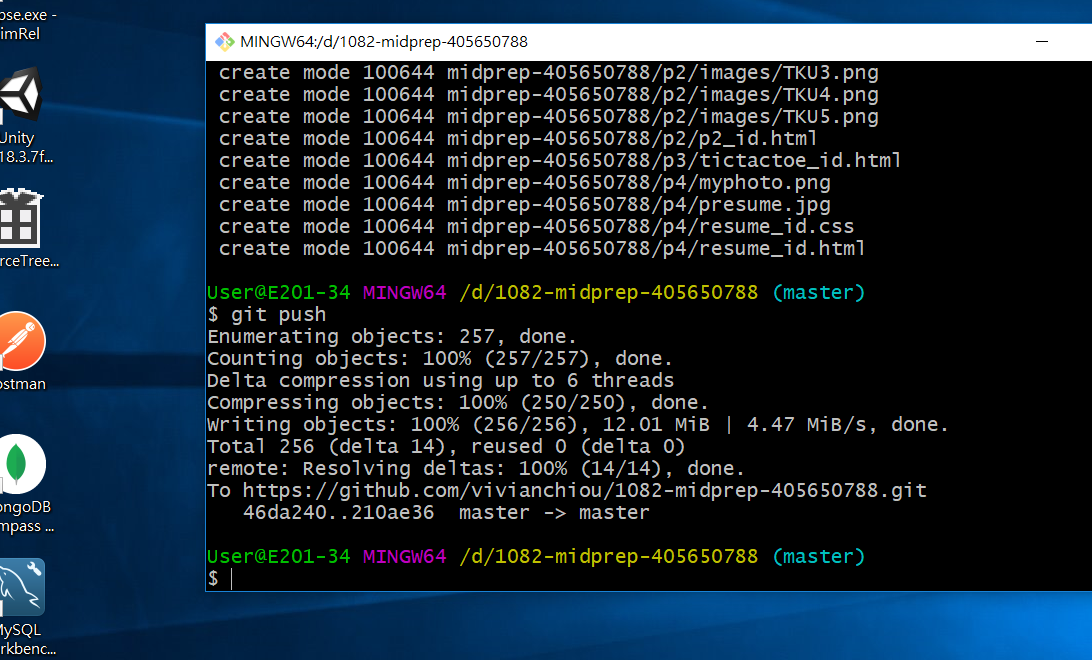 pse.exe -
imRel
Unity
18.3.7f...
rceTree...
ostman
ongoDB
mpass ...
MySQL
rkbenc...
MINGW64:/d/1082-midprep-405650788
create mode 100644 midprep-405650788/p2/images/TKU3.png
create mode 100644 midprep-405650788/p2/images/TKU4.png
create mode 100644 midprep-405650788/p2/images/TKU5.png
create mode 100644 midprep-405650788/p2/p2_id.html
create mode 100644 midprep-405650788/p3/tictactoe_id.html
create mode 100644 midprep-405650788/p4/myphoto.png
create mode 100644 midprep-405650788/p4/presume.jpg
create mode 100644 midprep-405650788/p4/resume_id.css
create mode 100644 midprep-405650788/p4/resume_id.html
User@E201-34 MINGW64 /d/1082-midprep-405650788 (master)
$ git push
Enumerating objects: 257, done.
Counting objects: 100% (257/257), done.
Delta compression using up to 6 threads
Compressing objects: 100% (250/250), done.
Writing objects: 100% (256/256), 12.01 MiB | 4.47 MiB/s, done.
Total 256 (delta 14), reused 0 (delta 0)
remote: Resolving deltas: 100% (14/14), done.
To https://github.com/vivianchiou/1082-midprep-405650788.git
46da240..210ae36  master -> master
User@E201-34 MINGW64 /d/1082-midprep-405650788 (master)
$